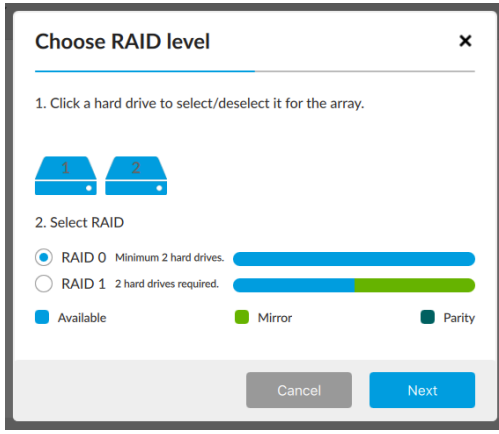 Choose RAID level
1. Click a hard drive to select/deselect it for the array.
1 2
2. Select RAID
RAID 0 Minimum 2 hard drives.
RAID 1 2 hard drives required.
Available Mirror Parity
Cancel Next